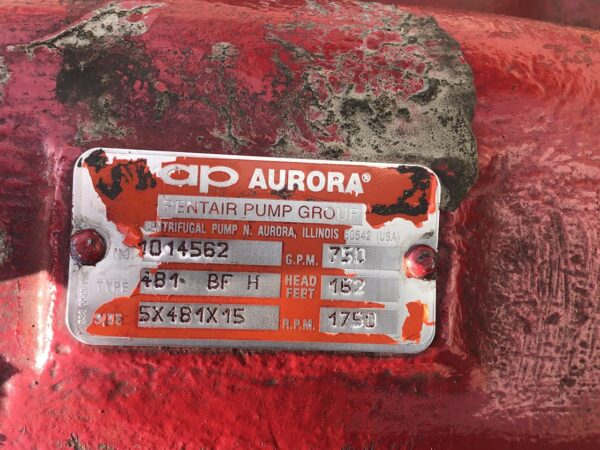 ap AURORA®
PENTAIR PUMP GROUP
CENTRIFUGAL PUMP N. AURORA, ILLINOIS 60542 (USA)
NO. 1014562 G.P.M. 750
TYPE 481 BF H HEAD FEET 162
SIZE 5X481X15 R.P.M. 1750